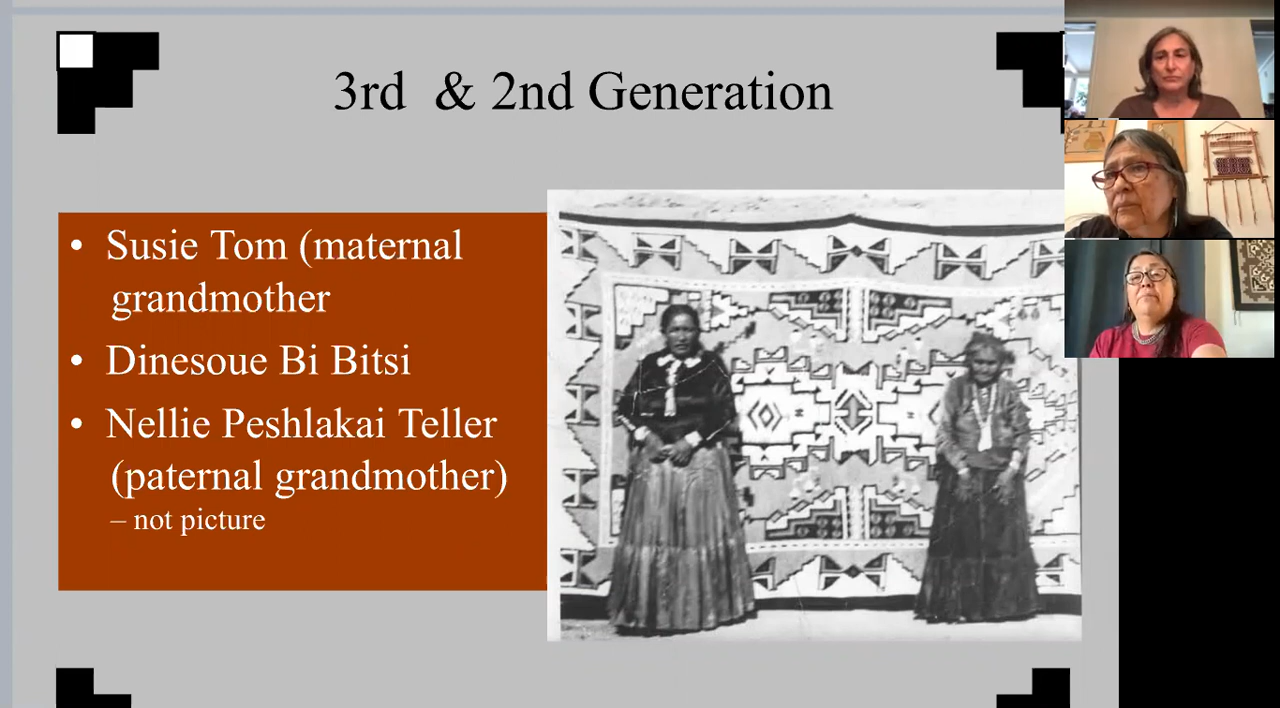 3rd & 2nd Generation
• Susie Tom (maternal
grandmother
• Dinesoue Bi Bitsi
• Nellie Peshlakai Teller
(paternal grandmother)
– not picture